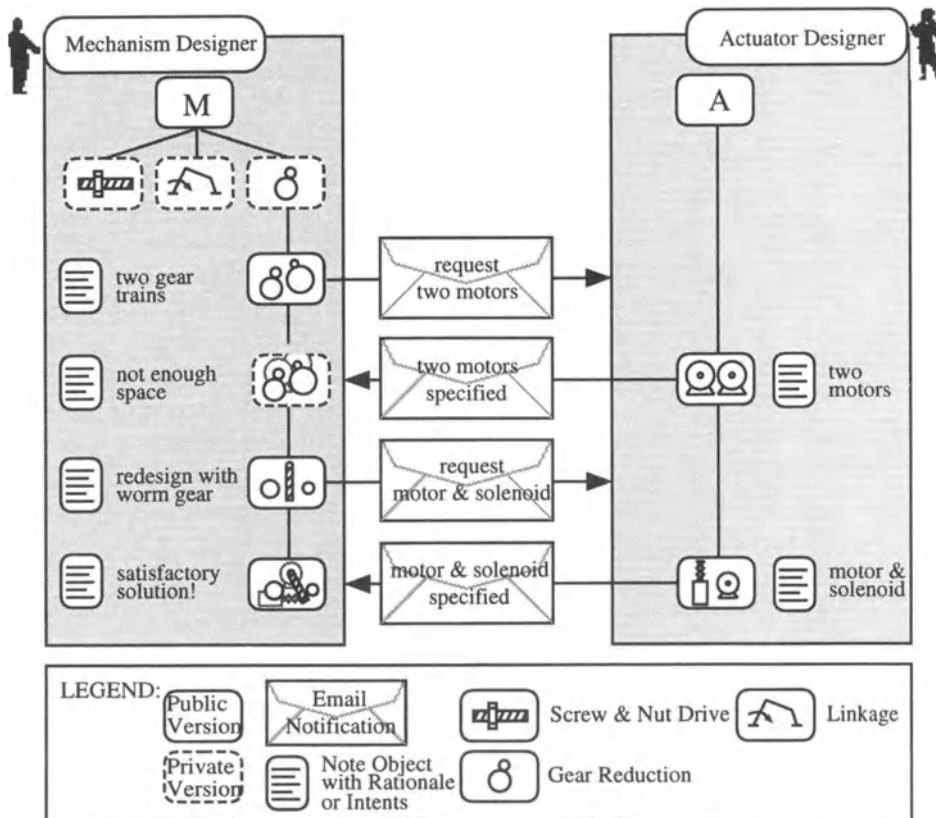 Mechanism Designer
Actuator Designer
M
A
two gear
trains
request
two motors
not enough
space
two motors
specified
two
motors
redesign with
worm gear
request
motor & solenoid
satisfactory
solution!
motor & solenoid
specified
motor &
solenoid
LEGEND:
Public
Version
Email
Notification
Screw & Nut Drive
Linkage
Private
Version
Note Object
with Rationale
or Intents
Gear Reduction